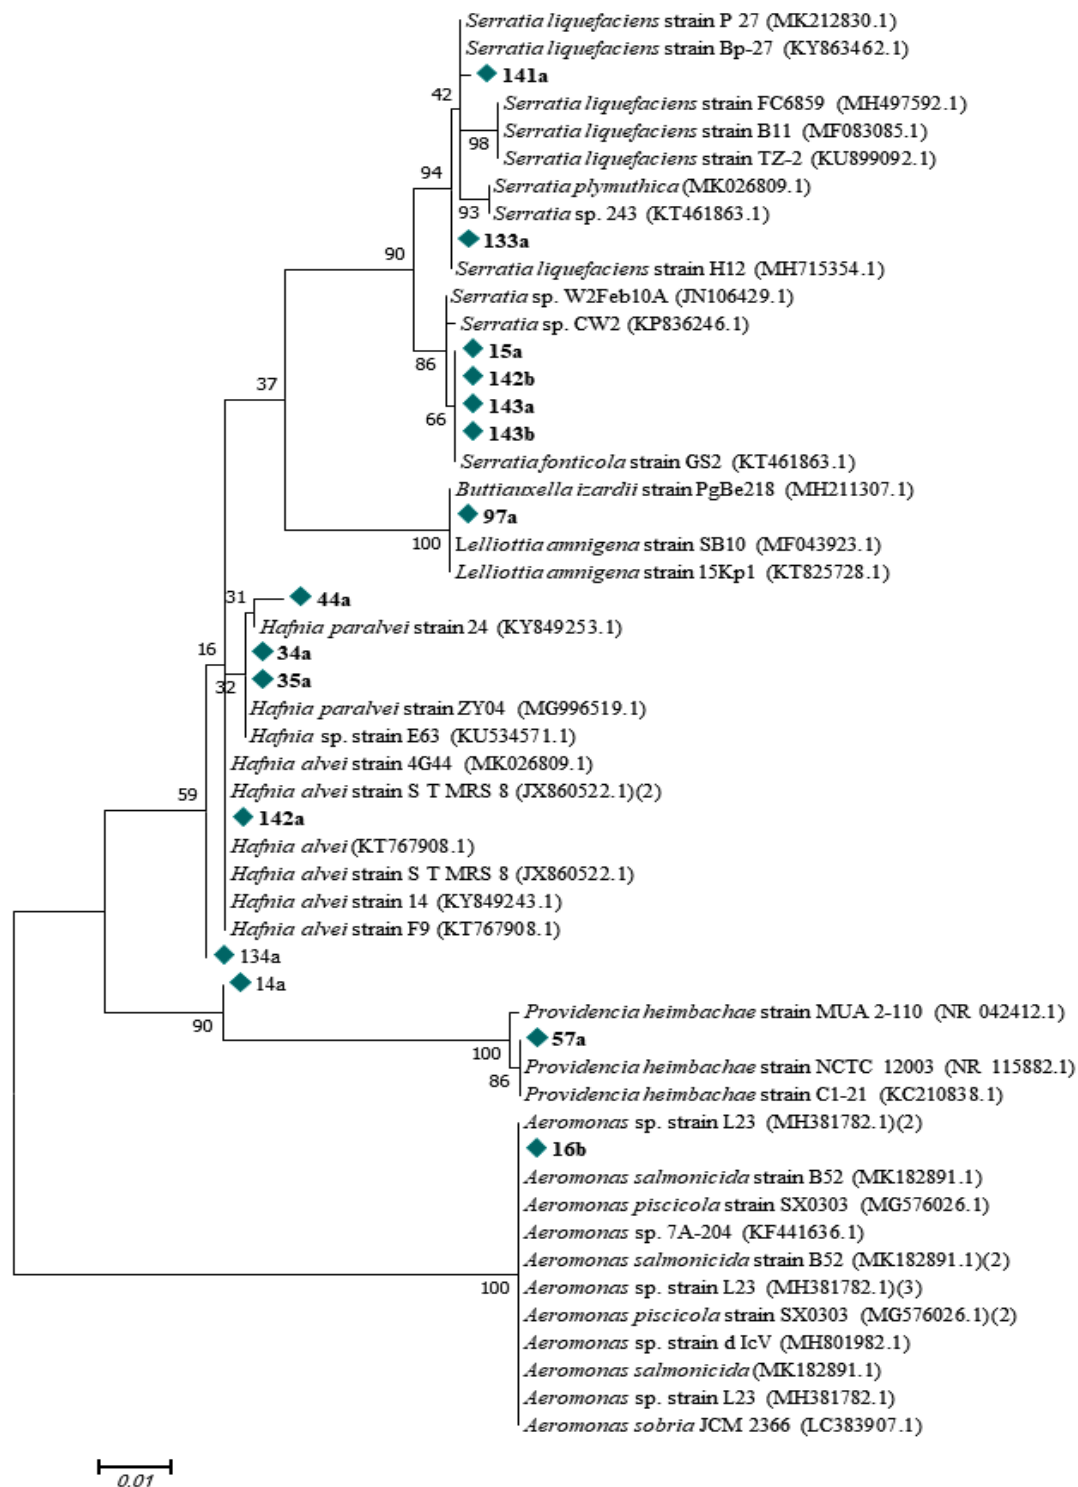 Serratia liquefaciens strain P 27 (MK212830.1)
Serratia liquefaciens strain Bp-27 (KY863462.1)
141a
42
Serratia liquefaciens strain FC6859 (MH497592.1)
Serratia liquefaciens strain B11 (MF083085.1)
98
Serratia liquefaciens strain TZ-2 (KU899092.1)
94
Serratia plymuthica (MK026809.1)
93
Serratia sp. 243 (KT461863.1)
133a
90
Serratia liquefaciens strain H12 (MH715354.1)
Serratia sp. W2Feb10A (JN106429.1)
Serratia sp. CW2 (KP836246.1)
15a
86
142b
37
143a
66
143b
Serratia fonticola strain GS2 (KT461863.1)
Buttiauxella izardii strain PgBe218 (MH211307.1)
97a
100
Lelliottia amnigena strain SB10 (MF043923.1)
Lelliottia amnigena strain 15Kp1 (KT825728.1)
31
44a
Hafnia paralvei strain 24 (KY849253.1)
16
34a
32
35a
Hafnia paralvei strain ZY04 (MG996519.1)
Hafnia sp. strain E63 (KU534571.1)
Hafnia alvei strain 4G44 (MK026809.1)
59
Hafnia alvei strain S T MRS 8 (JX860522.1)(2)
142a
Hafnia alvei (KT767908.1)
Hafnia alvei strain S T MRS 8 (JX860522.1)
Hafnia alvei strain 14 (KY849243.1)
Hafnia alvei strain F9 (KT767908.1)
134a
14a
Providencia heimbachae strain MUA 2-110 (NR 042412.1)
90
57a
100
Providencia heimbachae strain NCTC 12003 (NR 115882.1)
86
Providencia heimbachae strain C1-21 (KC210838.1)
Aeromonas sp. strain L23 (MH381782.1)(2)
16b
Aeromonas salmonicida strain B52 (MK182891.1)
Aeromonas piscicola strain SX0303 (MG576026.1)
Aeromonas sp. 7A-204 (KF441636.1)
Aeromonas salmonicida strain B52 (MK182891.1)(2)
100
Aeromonas sp. strain L23 (MH381782.1)(3)
Aeromonas piscicola strain SX0303 (MG576026.1)(2)
Aeromonas sp. strain d IcV (MH801982.1)
Aeromonas salmonicida (MK182891.1)
Aeromonas sp. strain L23 (MH381782.1)
Aeromonas sobria JCM 2366 (LC383907.1)
0.01